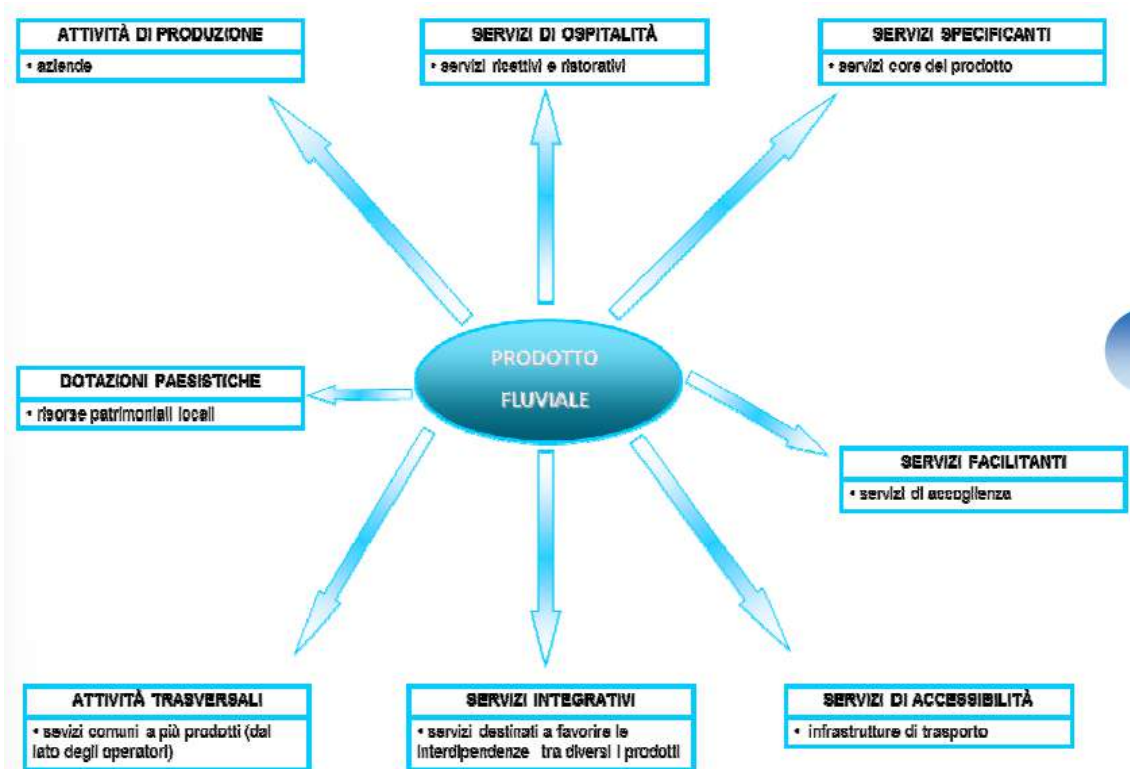 ATTIVITÀ DI PRODUZIONE
• aziende
SERVIZI DI OSPITALITÀ
• servizi ricettivi e ristorativi
SERVIZI SPECIFICANTI
• servizi core del prodotto
PRODOTTO
FLUVIALE
DOTAZIONI PAESISTICHE
• risorse patrimoniali locali
SERVIZI FACILITANTI
• servizi di accoglienza
ATTIVITÀ TRASVERSALI
• sevizi comuni a più prodotti (dal
lato degli operatori)
SERVIZI INTEGRATIVI
• servizi destinati a favorire le
interdipendenze tra diversi i prodotti
SERVIZI DI ACCESSIBILITÀ
• infrastrutture di trasporto